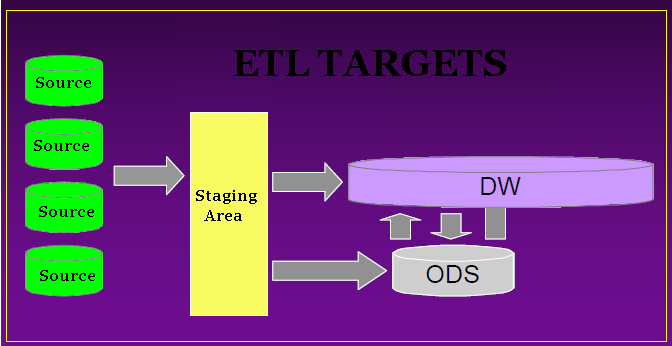 ETL TARGETS
Source
Source
Source
Source
Staging
Area
DW
ODS